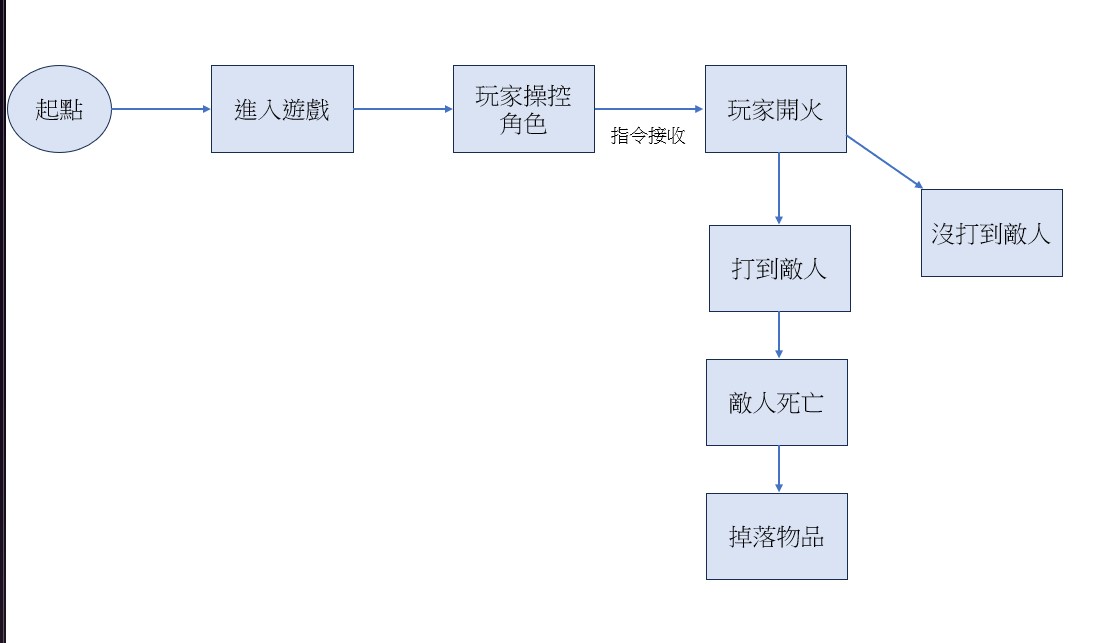 起點
進入遊戲
玩家操控
角色
指令接收
玩家開火
沒打到敵人
打到敵人
敵人死亡
掉落物品